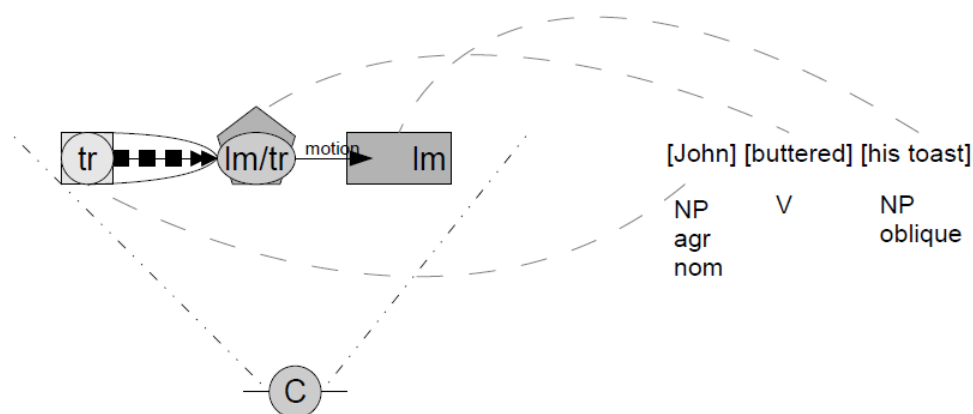 tr
lm/tr
motion
lm
[John] [buttered] [his toast]
NP V NP
agr oblique
nom
C